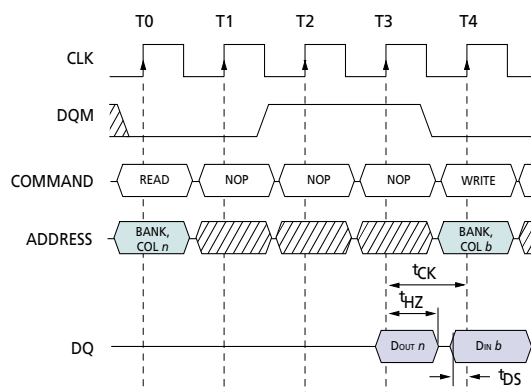 T0 T1 T2 T3 T4
CLK
DQM
COMMAND READ NOP NOP NOP WRITE
ADDRESS BANK, COL n BANK, COL b
tCK
tHZ
DQ DOUT n DIN b
tDS